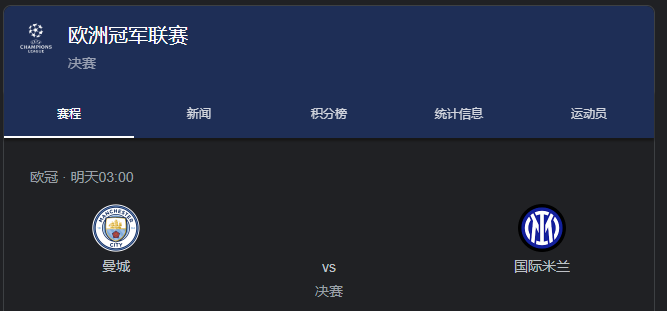 欧洲冠军联赛
UEFA
CHAMPIONS
LEAGUE
决赛
赛程 新闻 积分榜 统计信息 运动员
欧冠 · 明天03:00
MANCHESTER
CITY
曼城 vs 国际米兰
决赛